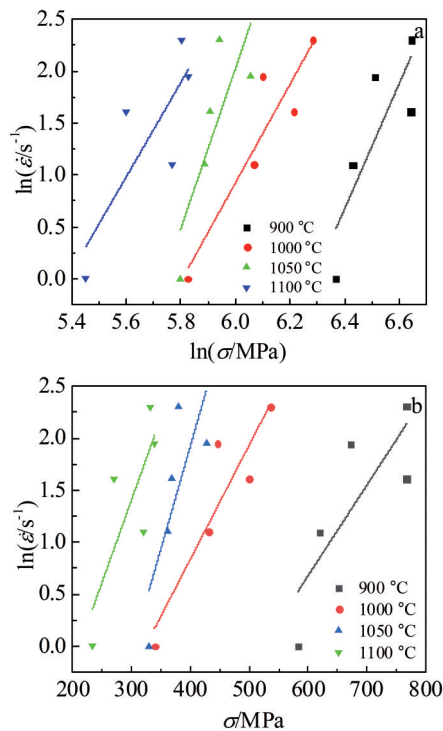 a
2.5
2.0
1.5
1.0
0.5
0.0
ln(ε̇/s⁻¹)
900 °C
1000 °C
1050 °C
1100 °C
5.4 5.6 5.8 6.0 6.2 6.4 6.6
ln(σ/MPa)
b
2.5
2.0
1.5
1.0
0.5
0.0
ln(ε̇/s⁻¹)
900 °C
1000 °C
1050 °C
1100 °C
200 300 400 500 600 700 800
σ/MPa